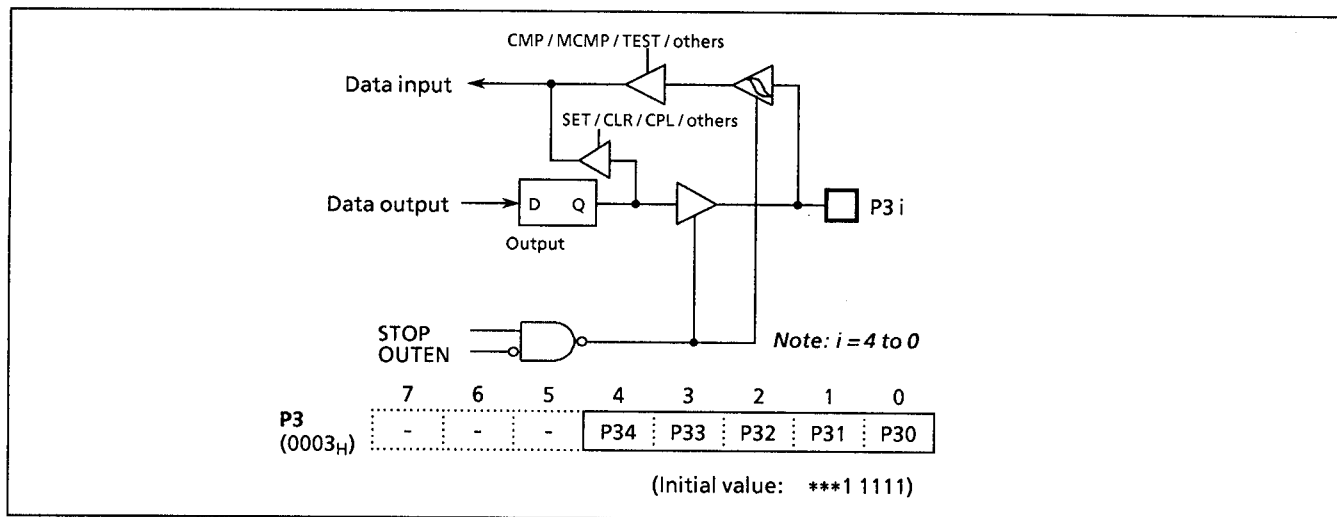 CMP / MCMP / TEST / others
Data input
SET / CLR / CPL / others
Data output
D Q
P3 i
Output
STOP
OUTEN
Note: i = 4 to 0
7 6 5 4 3 2 1 0
P3
(0003H)
- - - P34 P33 P32 P31 P30
(Initial value: ***1 1111)